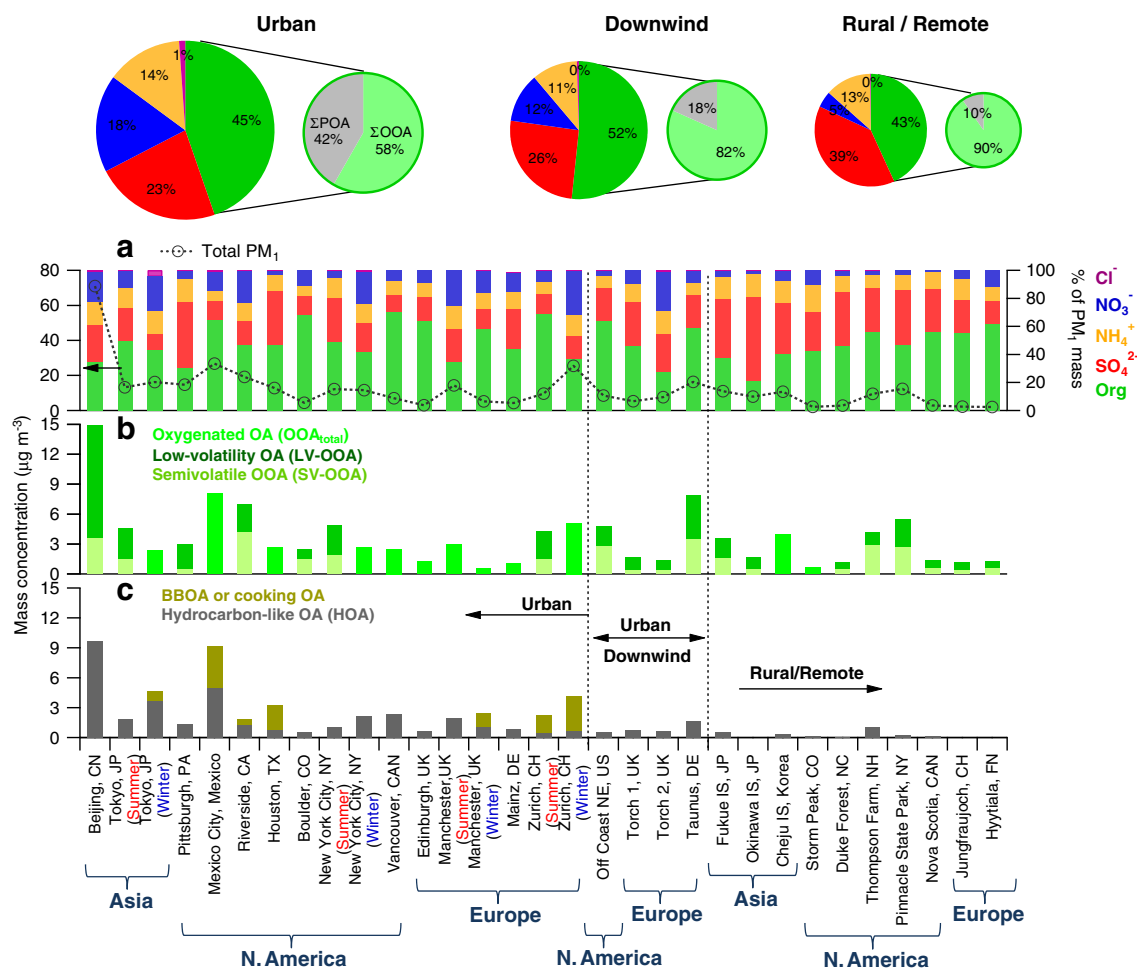 Urban
Downwind
Rural / Remote
1%
14%
18%
23%
45%
ΣPOA
42%
ΣOOA
58%
0%
11%
12%
26%
52%
18%
82%
0%
13%
5%
39%
43%
10%
90%
a
Total PM1
80
60
40
20
0
100
80
60
40
20
0
% of PM1 mass
Cl-
NO3-
NH4+
SO42-
Org
b
Oxygenated OA (OOAtotal)
Low-volatility OA (LV-OOA)
Semivolatile OOA (SV-OOA)
15
12
9
6
3
0
Mass concentration (μg m-3)
c
BBOA or cooking OA
Hydrocarbon-like OA (HOA)
15
12
9
6
3
0
Urban
Urban
Downwind
Rural/Remote
Beijing, CN
Tokyo, JP
(Summer)
Tokyo, JP
(Winter)
Pittsburgh, PA
Mexico City, Mexico
Riverside, CA
Houston, TX
Boulder, CO
New York City, NY
(Summer)
New York City, NY
(Winter)
Vancouver, CAN
Edinburgh, UK
Manchester,UK
(Summer)
Manchester, UK
(Winter)
Mainz, DE
Zurich, CH
(Summer)
Zurich, CH
(Winter)
Off Coast NE, US
Torch 1, UK
Torch 2, UK
Taunus, DE
Fukue IS, JP
Okinawa IS, JP
Cheju IS, Korea
Storm Peak, CO
Duke Forest, NC
Thompson Farm, NH
Pinnacle State Park, NY
Nova Scotia, CAN
Jungfraujoch, CH
Hyytiala, FN
Asia
N. America
Europe
N. America
Europe
Asia
N. America
Europe